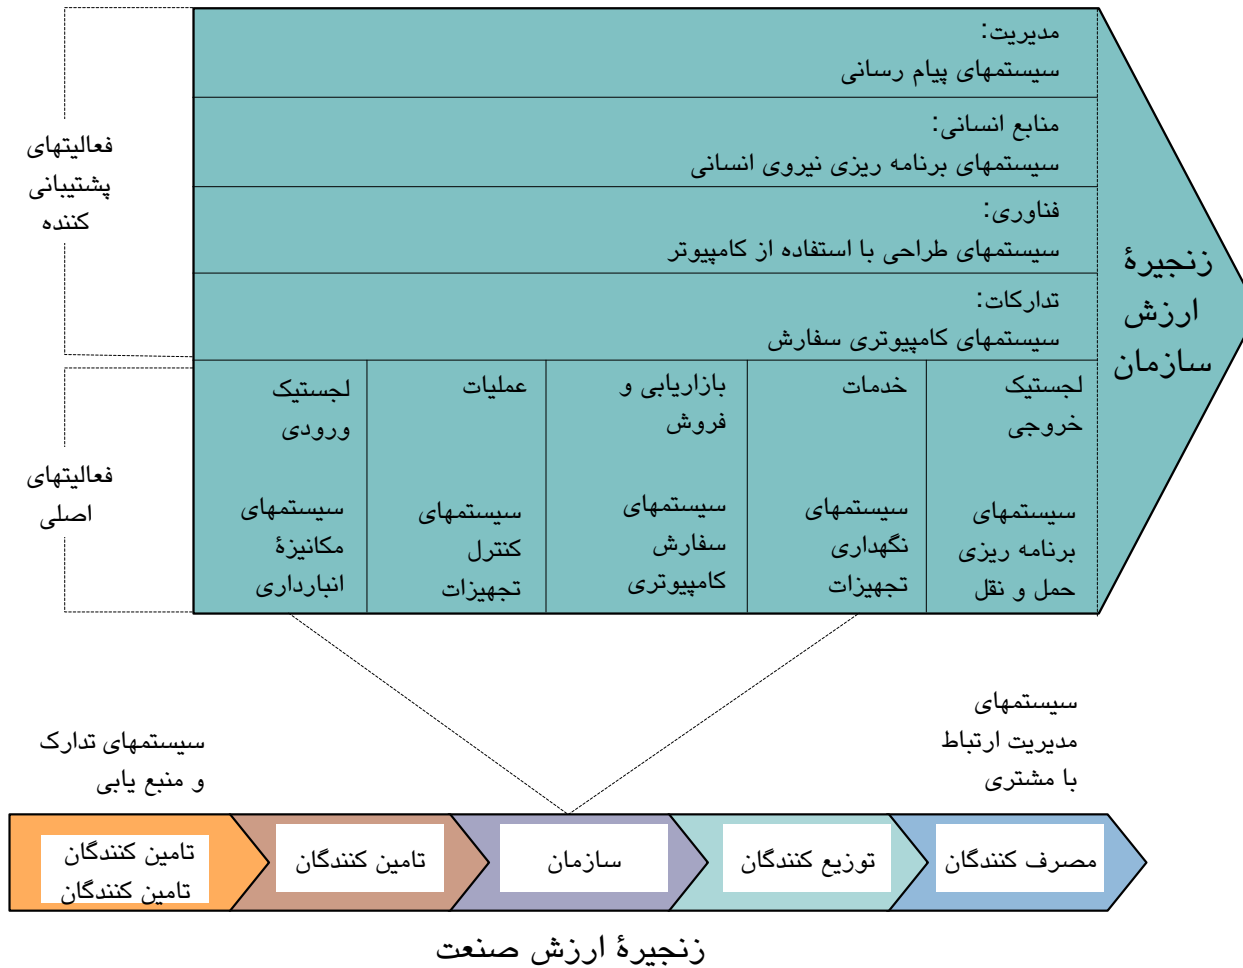 مدیریت:
سیستمهای پیام رسانی
منابع انسانی:
سیستمهای برنامه ریزی نیروی انسانی
فناوری:
سیستمهای طراحی با استفاده از کامپیوتر
تدارکات:
سیستمهای کامپیوتری سفارش
فعالیتهای
پشتیبانی
کننده
زنجیرۀ
ارزش
سازمان
لجستیک
خروجی
سیستمهای
برنامه ریزی
حمل و نقل
خدمات
سیستمهای
نگهداری
تجهیزات
بازاریابی و
فروش
سیستمهای
سفارش
کامپیوتری
عملیات
سیستمهای
کنترل
تجهیزات
لجستیک
ورودی
سیستمهای
مکانیزۀ
انبارداری
فعالیتهای
اصلی
سیستمهای
مدیریت ارتباط
با مشتری
سیستمهای تدارک
و منبع یابی
مصرف کنندگان
توزیع کنندگان
سازمان
تامین کنندگان
تامین کنندگان
تامین کنندگان
زنجیرۀ ارزش صنعت